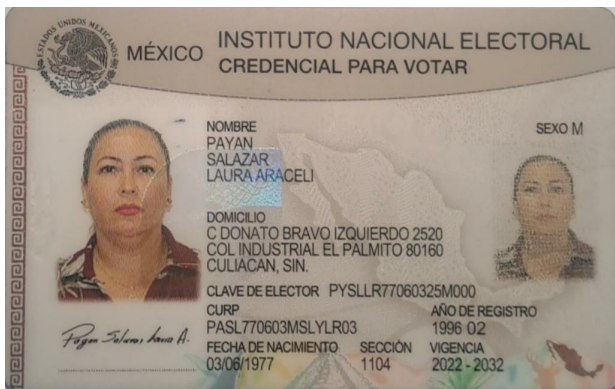 ESTADOS UNIDOS MEXICANOS
MÉXICO
INSTITUTO NACIONAL ELECTORAL
CREDENCIAL PARA VOTAR
NOMBRE
SEXO M
PAYAN
SALAZAR
LAURA ARACELI
DOMICILIO
C DONATO BRAVO IZQUIERDO 2520
COL INDUSTRIAL EL PALMITO 80160
CULIACAN, SIN.
CLAVE DE ELECTOR PYSLLR77060325M000
CURP
PASL770603MSLYLR03
AÑO DE REGISTRO
1996 02
FECHA DE NACIMIENTO
03/06/1977
SECCIÓN
1104
VIGENCIA
2022 - 2032